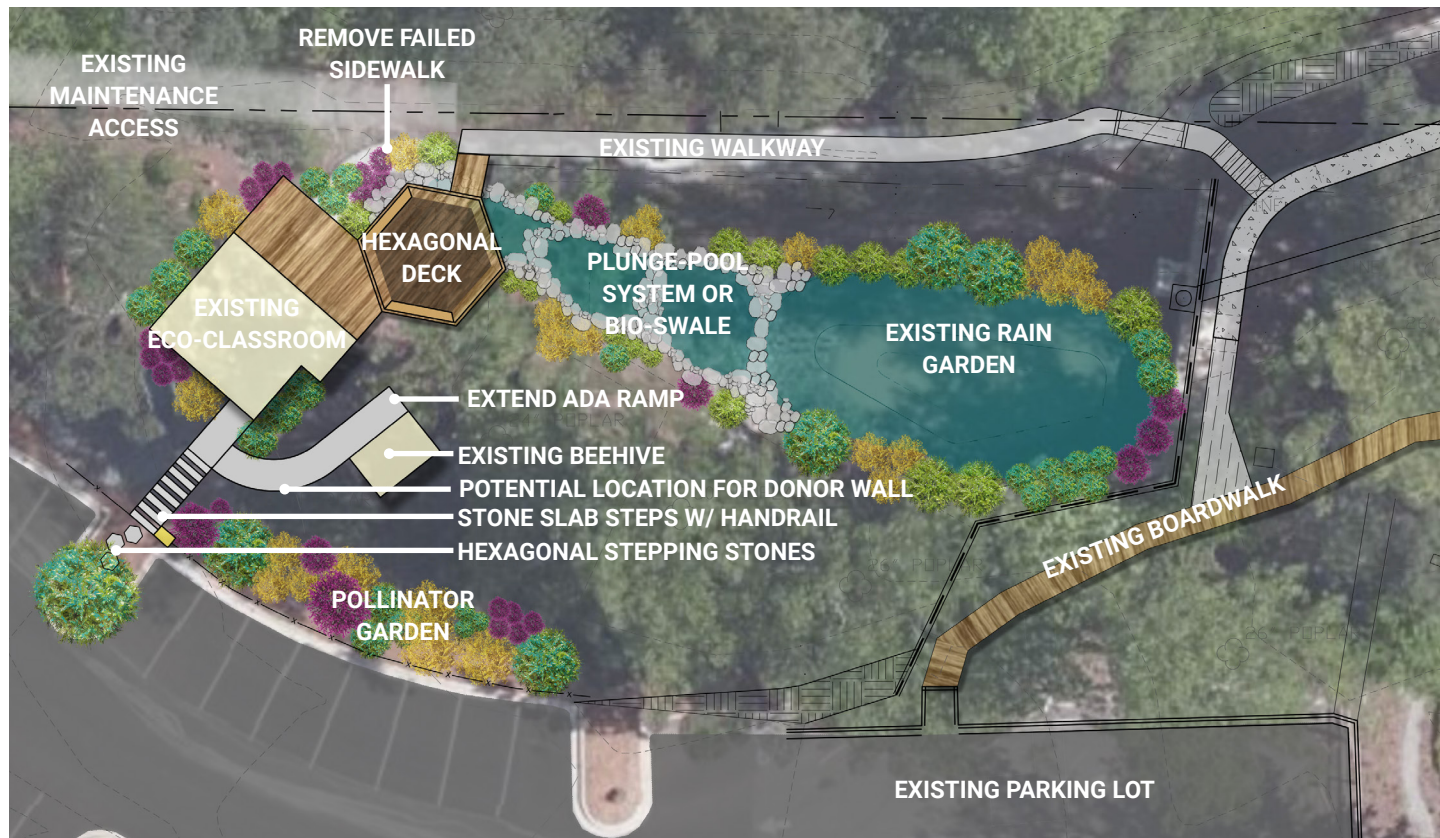 REMOVE FAILED
SIDEWALK
EXISTING
MAINTENANCE
ACCESS
EXISTING WALKWAY
HEXAGONAL
DECK
PLUNGE-POOL
SYSTEM OR
BIO-SWALE
EXISTING
ECO-CLASSROOM
EXISTING RAIN
GARDEN
EXTEND ADA RAMP
EXISTING BEEHIVE
POTENTIAL LOCATION FOR DONOR WALL
STONE SLAB STEPS W/ HANDRAIL
HEXAGONAL STEPPING STONES
EXISTING BOARDWALK
POLLINATOR
GARDEN
EXISTING PARKING LOT